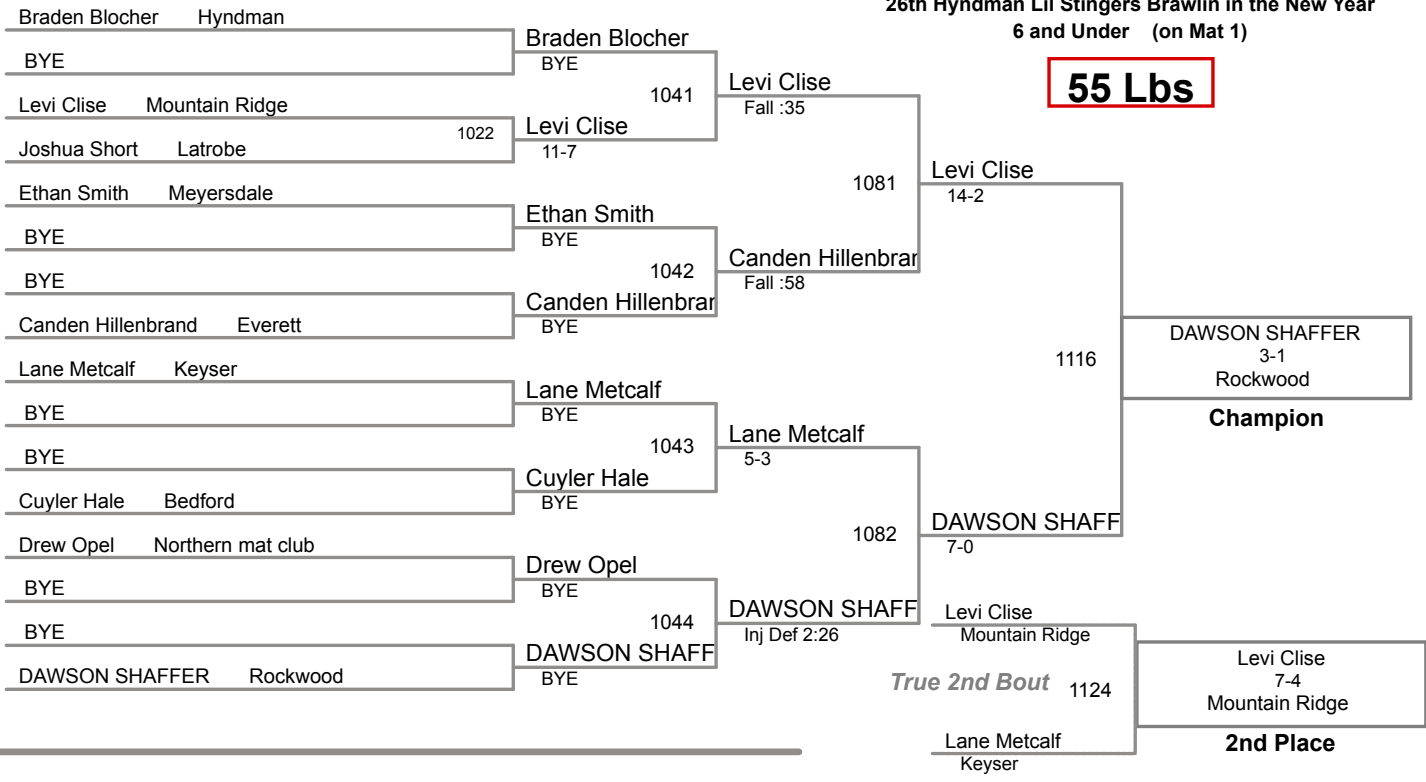 26th Hyndman Lil Stingers Brawlin in the New Year
6 and Under (on Mat 1)
55 Lbs
Braden Blocher Hyndman
BYE
Levi Clise Mountain Ridge
Joshua Short Latrobe
Ethan Smith Meyersdale
BYE
BYE
Canden Hillenbrand Everett
Lane Metcalf Keyser
BYE
BYE
Cuyler Hale Bedford
Drew Opel Northern mat club
BYE
BYE
DAWSON SHAFFER Rockwood
1022
Braden Blocher
BYE
Levi Clise
11-7
Ethan Smith
BYE
Canden Hillenbrar
BYE
Lane Metcalf
BYE
Cuyler Hale
BYE
Drew Opel
BYE
DAWSON SHAFF
BYE
1041
1042
1043
1044
Levi Clise
Fall :35
Canden Hillenbrar
Fall :58
Lane Metcalf
5-3
DAWSON SHAFF
Inj Def 2:26
1081
1082
Levi Clise
14-2
DAWSON SHAFF
7-0
1116
DAWSON SHAFFER
3-1
Rockwood
Champion
Levi Clise
Mountain Ridge
True 2nd Bout 1124
Lane Metcalf
Keyser
Levi Clise
7-4
Mountain Ridge
2nd Place